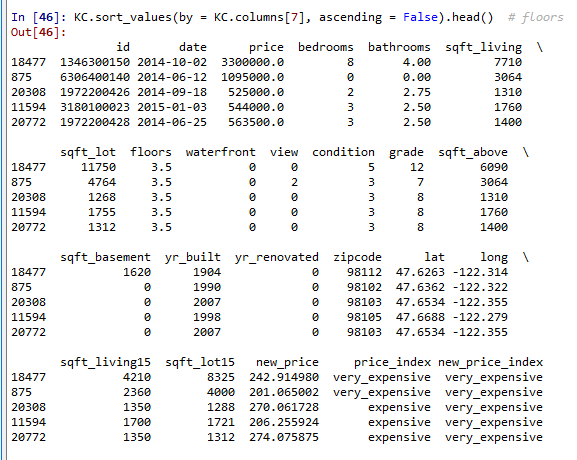 In [46]: KC.sort_values(by = KC.columns[7], ascending = False).head()  # floors
Out[46]:
               id       date      price  bedrooms  bathrooms  sqft_living  \
18477  1346300150 2014-10-02  3300000.0         8       4.00         7710
875    6306400140 2014-06-12  1095000.0         0       0.00         3064
20308  1972200426 2014-09-18   525000.0         2       2.75         1310
11594  3180100023 2015-01-03   544000.0         3       2.50         1760
20772  1972200428 2014-06-25   563500.0         3       2.50         1400
       sqft_lot  floors  waterfront  view  condition  grade  sqft_above  \
18477     11750     3.5           0     0          5     12        6090
875        4764     3.5           0     2          3      7        3064
20308      1268     3.5           0     0          3      8        1310
11594      1755     3.5           0     0          3      8        1760
20772      1312     3.5           0     0          3      8        1400
       sqft_basement  yr_built  yr_renovated  zipcode      lat     long  \
18477           1620      1904             0    98112  47.6263 -122.314
875                0      1990             0    98102  47.6362 -122.322
20308              0      2007             0    98103  47.6534 -122.355
11594              0      1998             0    98105  47.6688 -122.279
20772              0      2007             0    98103  47.6534 -122.355
       sqft_living15  sqft_lot15   new_price     price_index new_price_index
18477           4210        8325  242.914980  very_expensive  very_expensive
875             2360        4000  201.065002  very_expensive  very_expensive
20308           1350        1288  270.061728       expensive  very_expensive
11594           1700        1721  206.255924       expensive  very_expensive
20772           1350        1312  274.075875       expensive  very_expensive